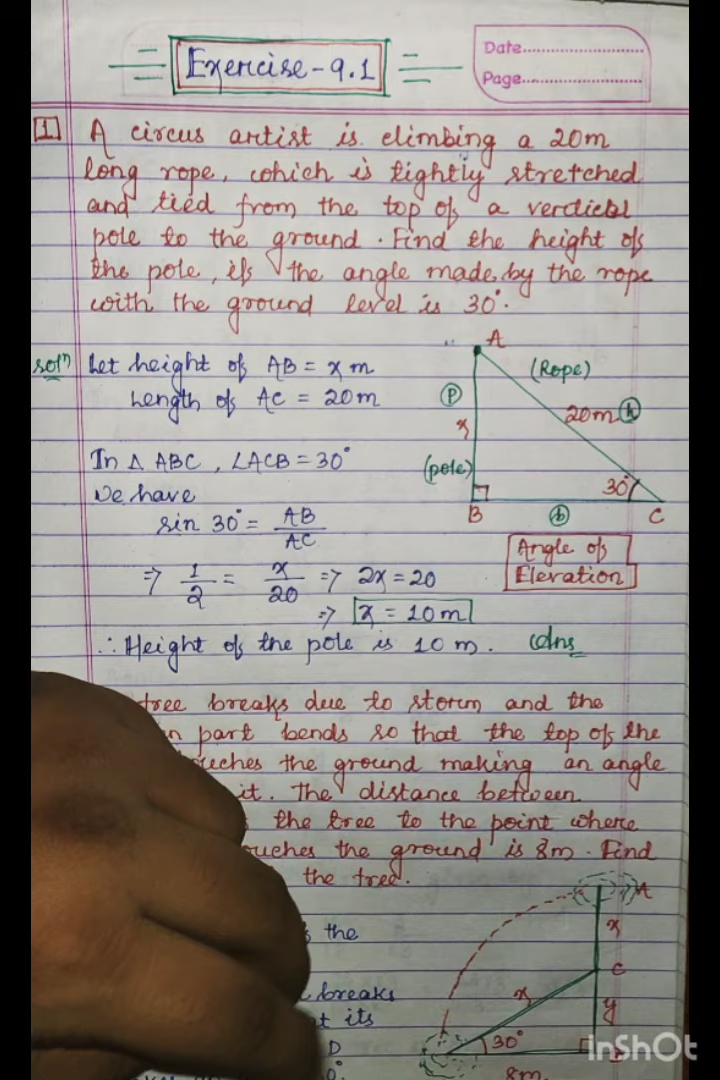 Exercise-9.1
Date
Page
1 A circus artist is climbing a 20m
long rope, which is tightly stretched
and tied from the top of a verdicbl
pole to the ground. Find the height of
the pole, if the angle made by the rope
with the ground level is 30°.
solⁿ Let height of AB = x m
Length of AC = 20m
In △ ABC, ∠ACB = 30°
We have
sin 30° = AB/AC
⇒ 1/2 = x/20 ⇒ 2x = 20
⇒ x = 10 m
∴ Height of the pole is 10 m. Ans
A
(Rope)
P
20m h
x
(pole)
30°
B b C
Angle of
Elevation
tree breaks due to storm and the
part bends so that the top of the
the ground making an angle
it. The distance between
the tree to the point where
the ground is 8m. Find
the tree.
the
breaks
its
D
A
x
C
x
y
30°
8m
InShOt